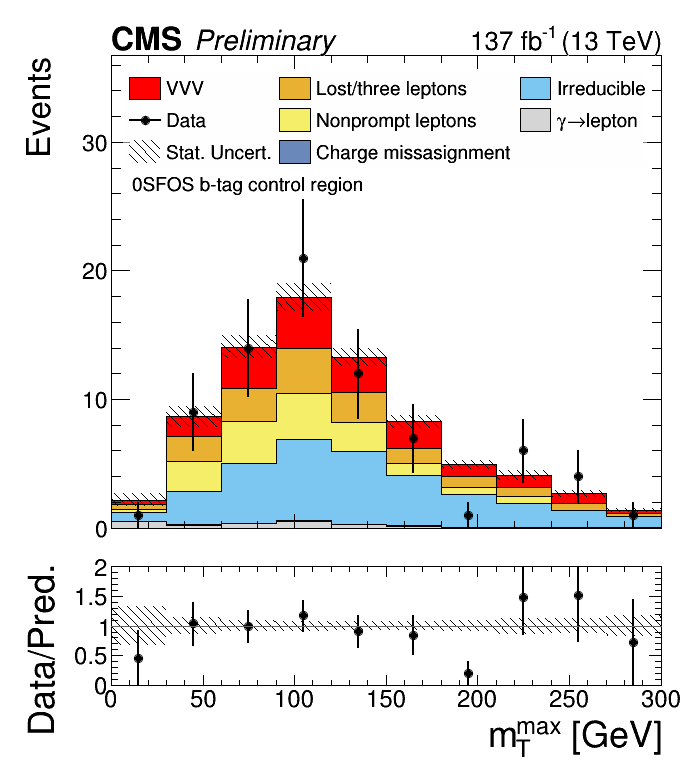 CMS Preliminary 137 fb⁻¹ (13 TeV)
Events
VVV Lost/three leptons Irreducible
Data Nonprompt leptons γ→lepton
Stat. Uncert. Charge missasignment
0SFOS b-tag control region
30
20
10
0
Data/Pred.
2
1.5
1
0.5
0
0 50 100 150 200 250 300
m_T^max [GeV]